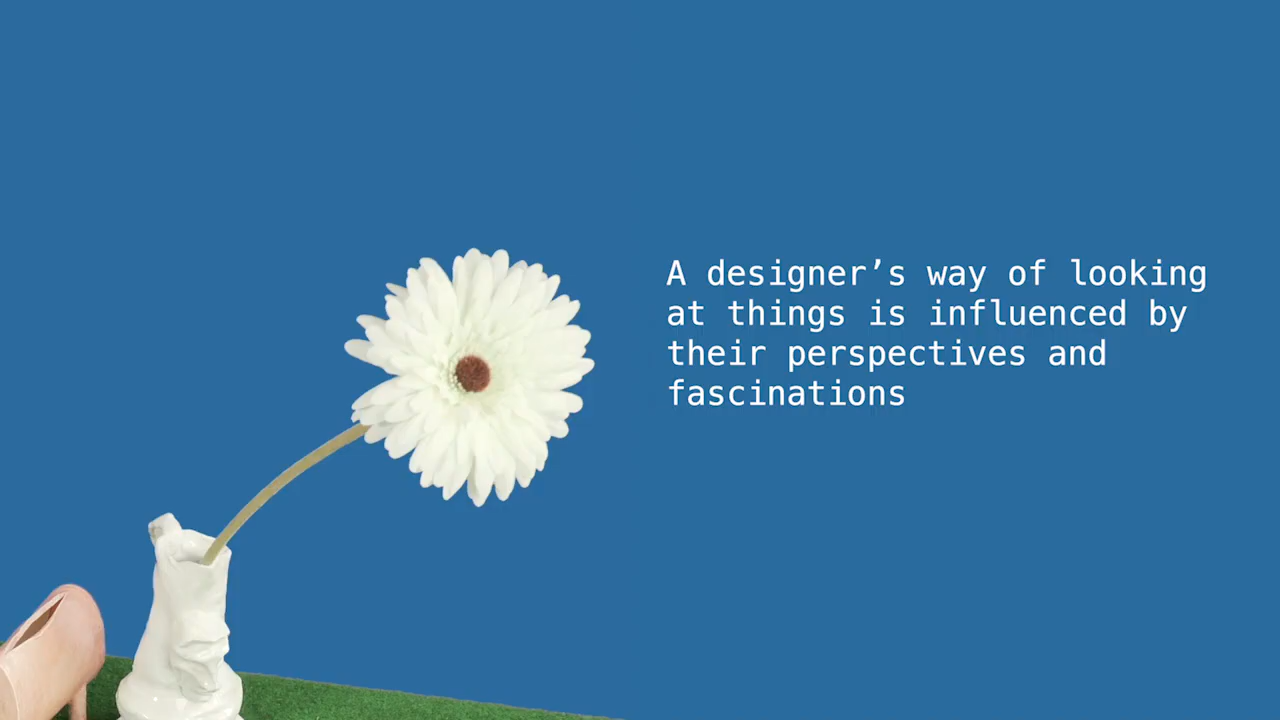 A designer’s way of looking
at things is influenced by
their perspectives and
fascinations